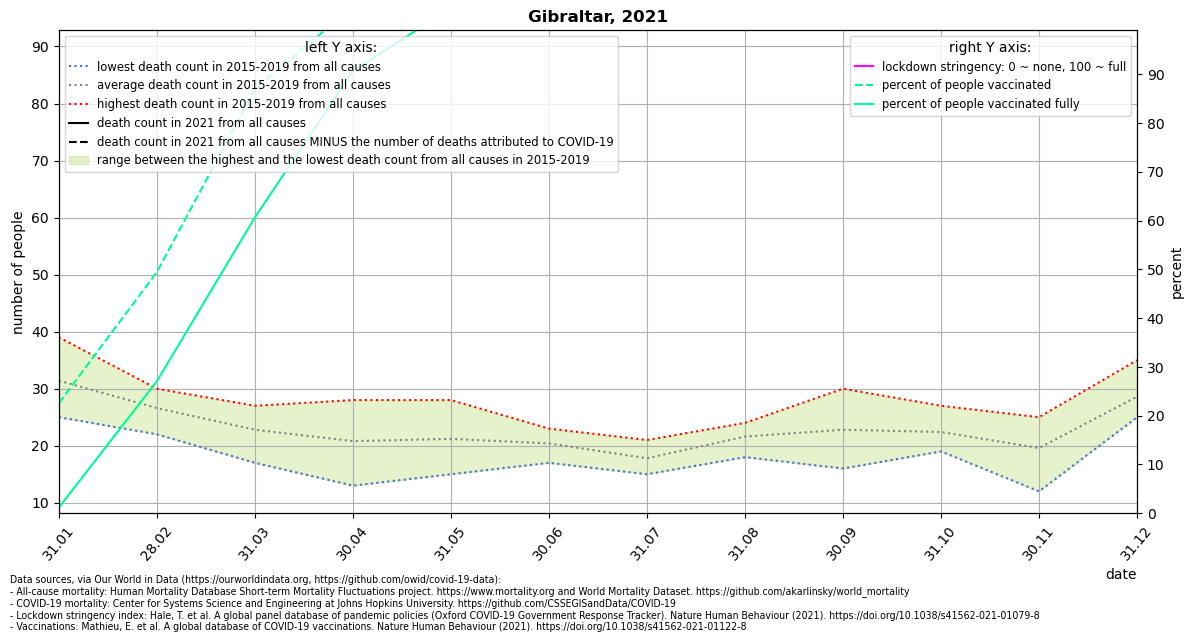 Gibraltar, 2021
left Y axis:
lowest death count in 2015-2019 from all causes
average death count in 2015-2019 from all causes
highest death count in 2015-2019 from all causes
death count in 2021 from all causes
death count in 2021 from all causes MINUS the number of deaths attributed to COVID-19
range between the highest and the lowest death count from all causes in 2015-2019
right Y axis:
lockdown stringency: 0 ~ none, 100 ~ full
percent of people vaccinated
percent of people vaccinated fully
number of people
90
80
70
60
50
40
30
20
10
percent
90
80
70
60
50
40
30
20
10
0
31.01
28.02
31.03
30.04
31.05
30.06
31.07
31.08
30.09
31.10
30.11
31.12
date
Data sources, via Our World in Data (https://ourworldindata.org, https://github.com/owid/covid-19-data):
- All-cause mortality: Human Mortality Database Short-term Mortality Fluctuations project. https://www.mortality.org and World Mortality Dataset. https://github.com/akarlinsky/world_mortality
- COVID-19 mortality: Center for Systems Science and Engineering at Johns Hopkins University. https://github.com/CSSEGISandData/COVID-19
- Lockdown stringency index: Hale, T. et al. A global panel database of pandemic policies (Oxford COVID-19 Government Response Tracker). Nature Human Behaviour (2021). https://doi.org/10.1038/s41562-021-01079-8
- Vaccinations: Mathieu, E. et al. A global database of COVID-19 vaccinations. Nature Human Behaviour (2021). https://doi.org/10.1038/s41562-021-01122-8